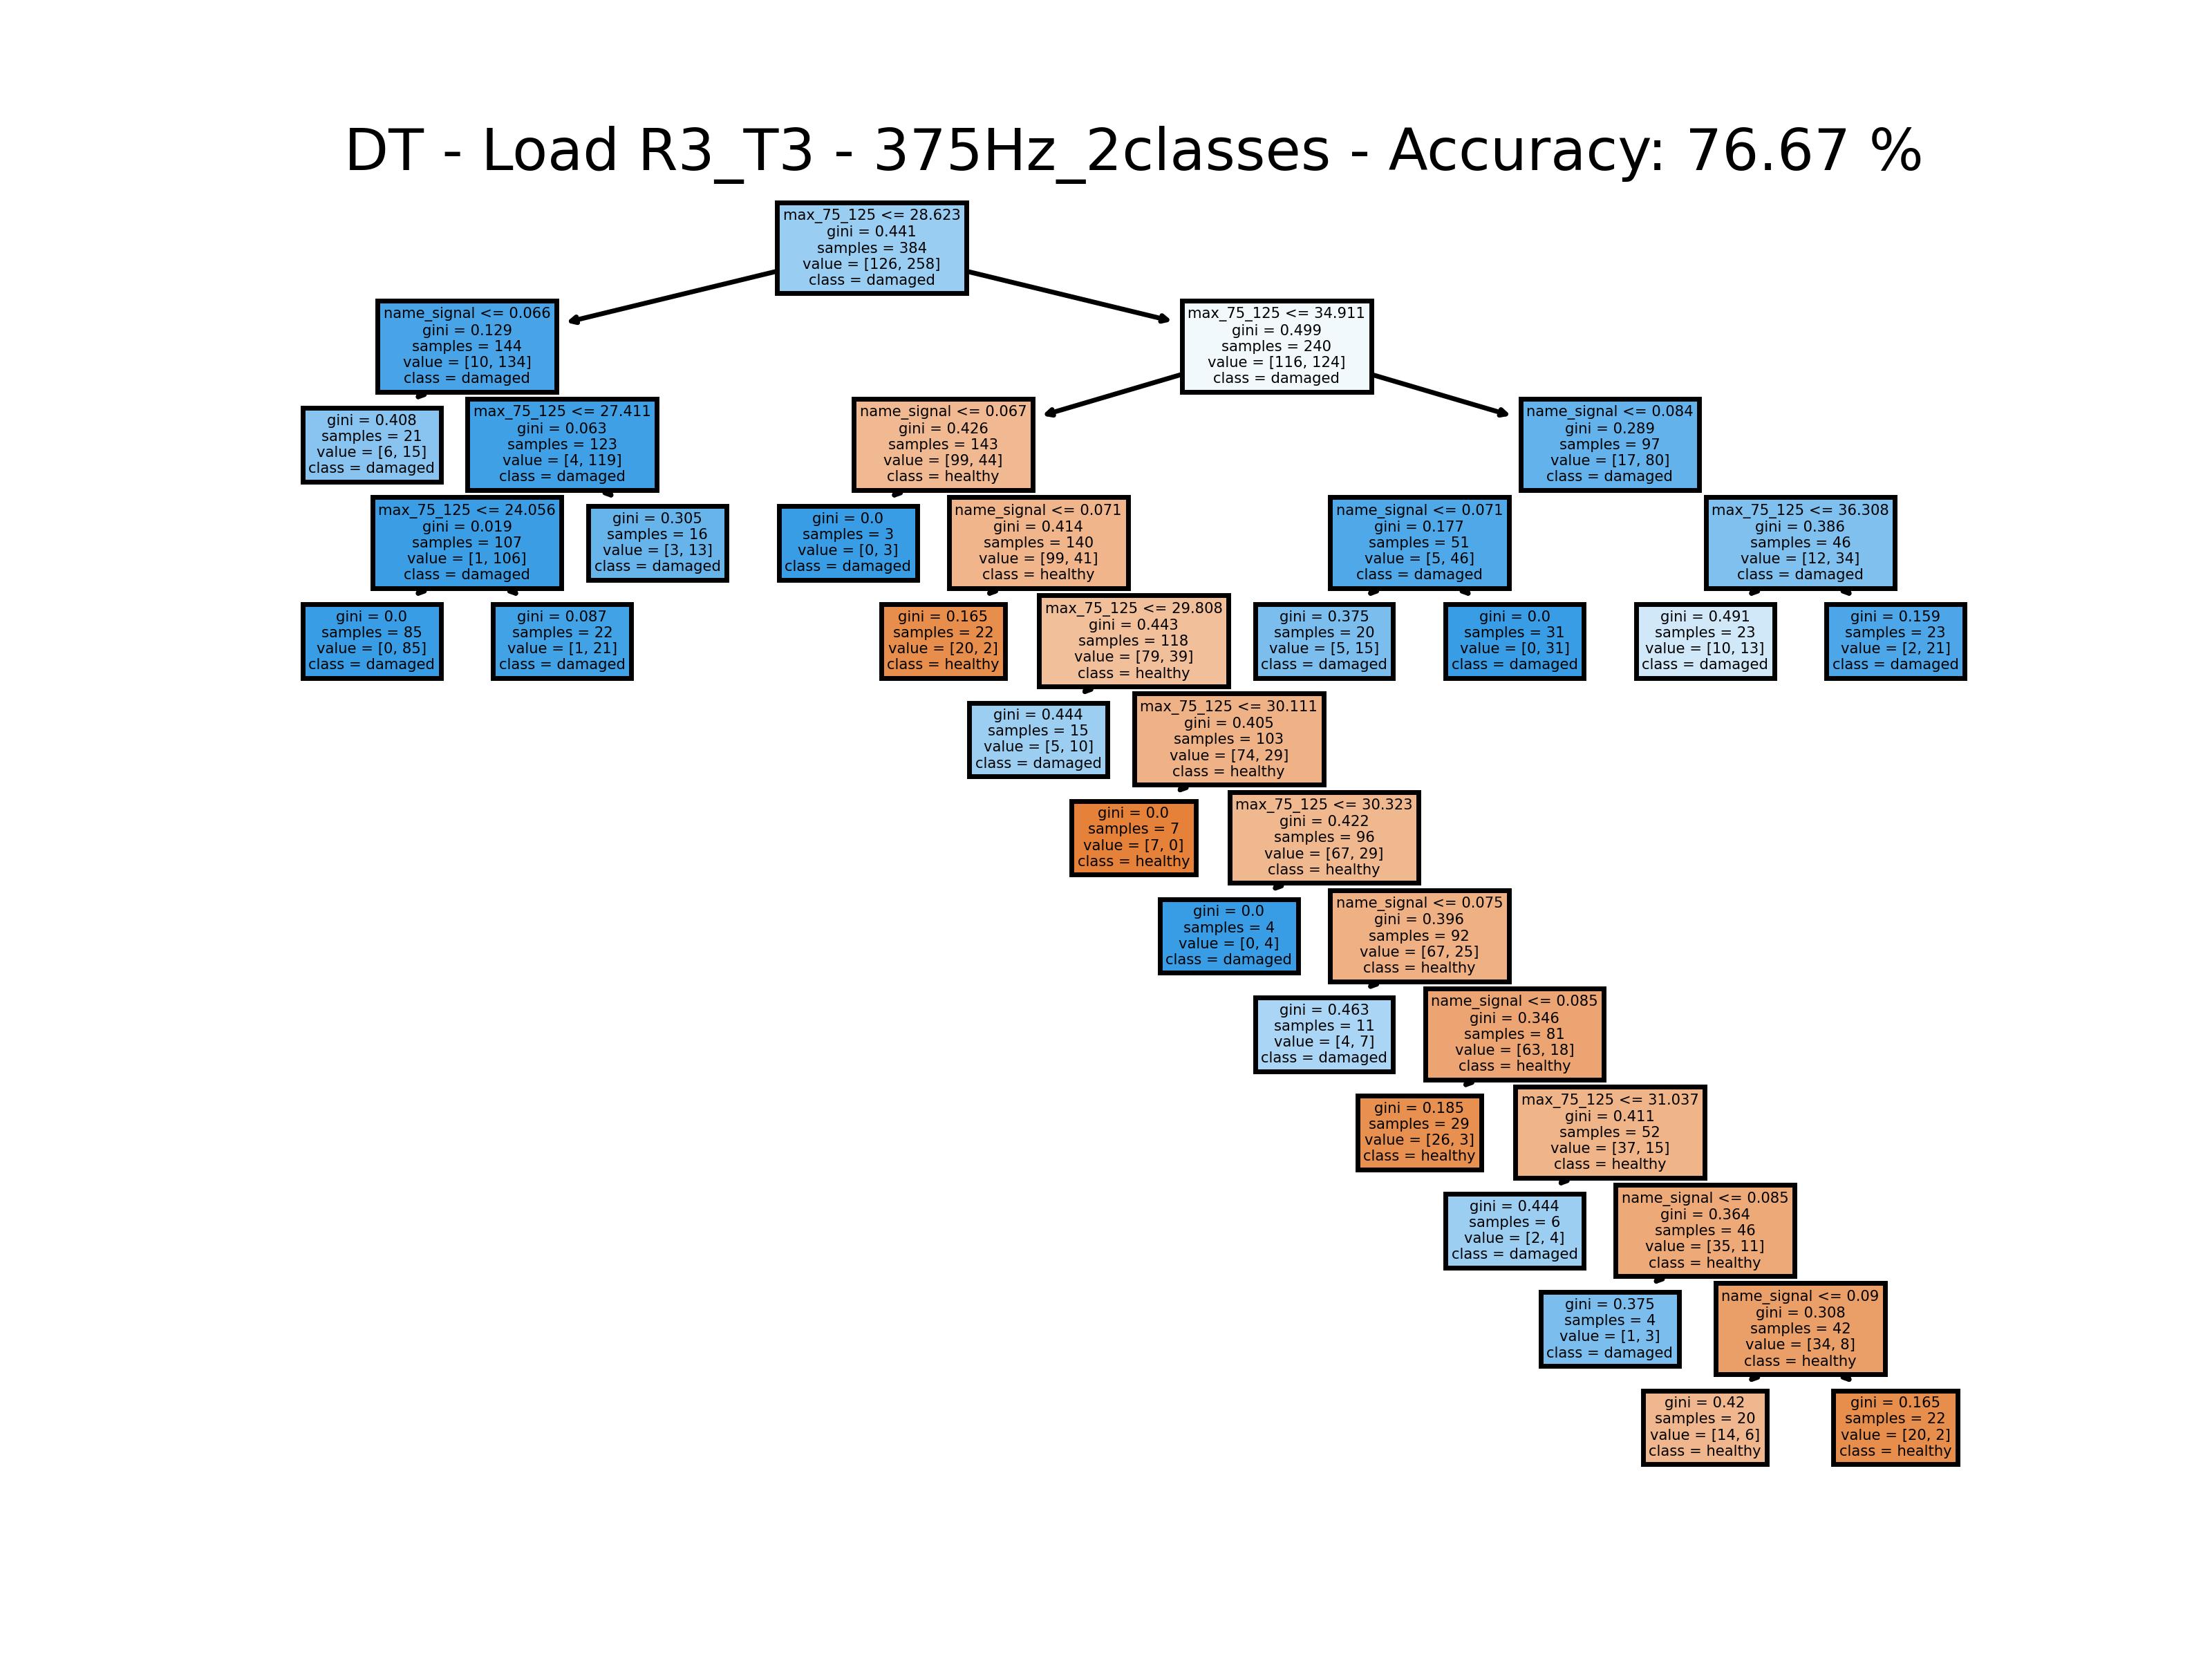 DT - Load R3_T3 - 375Hz_2classes - Accuracy: 76.67 %
max_75_125 <= 28.623
gini = 0.441
samples = 384
value = [126, 258]
class = damaged
name_signal <= 0.066
gini = 0.129
samples = 144
value = [10, 134]
class = damaged
max_75_125 <= 34.911
gini = 0.499
samples = 240
value = [116, 124]
class = damaged
gini = 0.408
samples = 21
value = [6, 15]
class = damaged
max_75_125 <= 27.411
gini = 0.063
samples = 123
value = [4, 119]
class = damaged
name_signal <= 0.067
gini = 0.426
samples = 143
value = [99, 44]
class = healthy
name_signal <= 0.084
gini = 0.289
samples = 97
value = [17, 80]
class = damaged
max_75_125 <= 24.056
gini = 0.019
samples = 107
value = [1, 106]
class = damaged
gini = 0.305
samples = 16
value = [3, 13]
class = damaged
gini = 0.0
samples = 3
value = [0, 3]
class = damaged
name_signal <= 0.071
gini = 0.414
samples = 140
value = [99, 41]
class = healthy
name_signal <= 0.071
gini = 0.177
samples = 51
value = [5, 46]
class = damaged
max_75_125 <= 36.308
gini = 0.386
samples = 46
value = [12, 34]
class = damaged
gini = 0.0
samples = 85
value = [0, 85]
class = damaged
gini = 0.087
samples = 22
value = [1, 21]
class = damaged
gini = 0.165
samples = 22
value = [20, 2]
class = healthy
max_75_125 <= 29.808
gini = 0.443
samples = 118
value = [79, 39]
class = healthy
gini = 0.375
samples = 20
value = [5, 15]
class = damaged
gini = 0.0
samples = 31
value = [0, 31]
class = damaged
gini = 0.491
samples = 23
value = [10, 13]
class = damaged
gini = 0.159
samples = 23
value = [2, 21]
class = damaged
gini = 0.444
samples = 15
value = [5, 10]
class = damaged
max_75_125 <= 30.111
gini = 0.405
samples = 103
value = [74, 29]
class = healthy
gini = 0.0
samples = 7
value = [7, 0]
class = healthy
max_75_125 <= 30.323
gini = 0.422
samples = 96
value = [67, 29]
class = healthy
gini = 0.0
samples = 4
value = [0, 4]
class = damaged
name_signal <= 0.075
gini = 0.396
samples = 92
value = [67, 25]
class = healthy
gini = 0.463
samples = 11
value = [4, 7]
class = damaged
name_signal <= 0.085
gini = 0.346
samples = 81
value = [63, 18]
class = healthy
gini = 0.185
samples = 29
value = [26, 3]
class = healthy
max_75_125 <= 31.037
gini = 0.411
samples = 52
value = [37, 15]
class = healthy
gini = 0.444
samples = 6
value = [2, 4]
class = damaged
name_signal <= 0.085
gini = 0.364
samples = 46
value = [35, 11]
class = healthy
gini = 0.375
samples = 4
value = [1, 3]
class = damaged
name_signal <= 0.09
gini = 0.308
samples = 42
value = [34, 8]
class = healthy
gini = 0.42
samples = 20
value = [14, 6]
class = healthy
gini = 0.165
samples = 22
value = [20, 2]
class = healthy